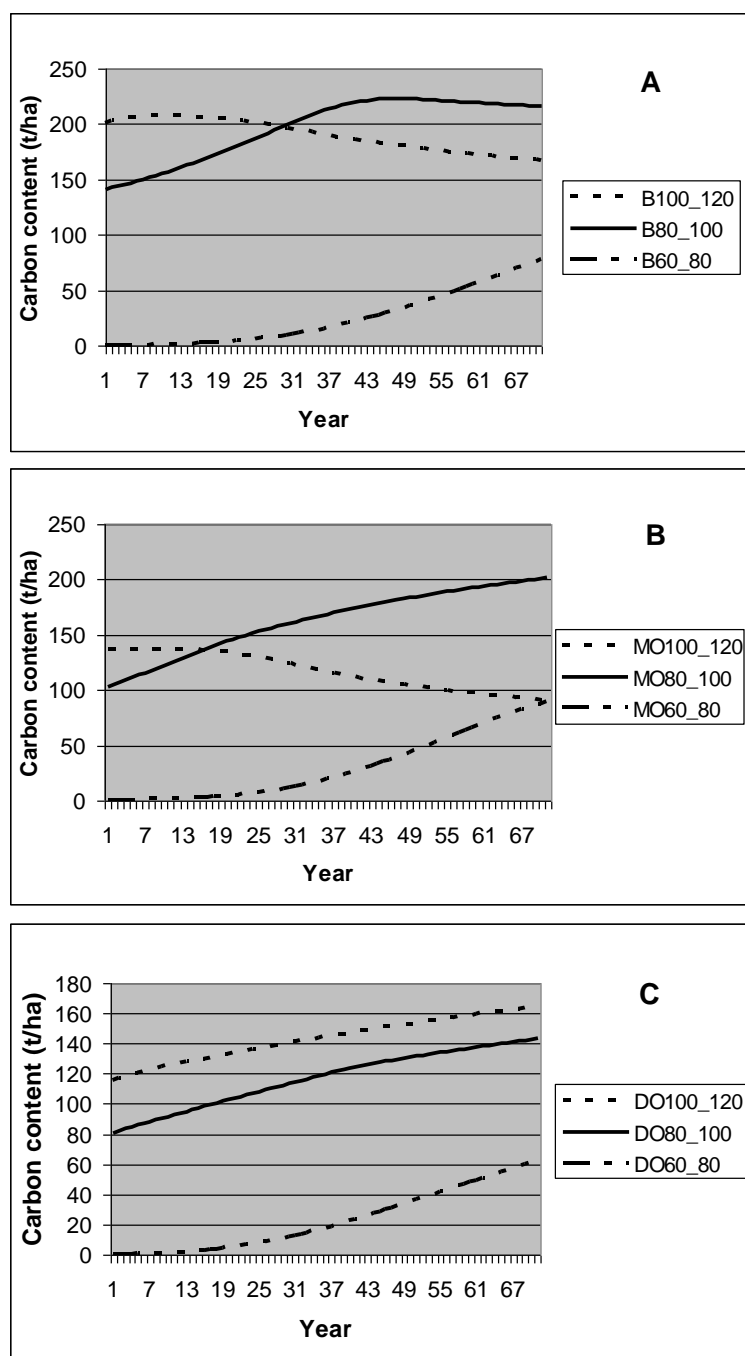 A
Carbon content (t/ha)
250
200
150
100
50
0
1 7 13 19 25 31 37 43 49 55 61 67
Year
B100_120
B80_100
B60_80
B
Carbon content (t/ha)
250
200
150
100
50
0
1 7 13 19 25 31 37 43 49 55 61 67
Year
MO100_120
MO80_100
MO60_80
C
Carbon content (t/ha)
180
160
140
120
100
80
60
40
20
0
1 7 13 19 25 31 37 43 49 55 61 67
Year
DO100_120
DO80_100
DO60_80